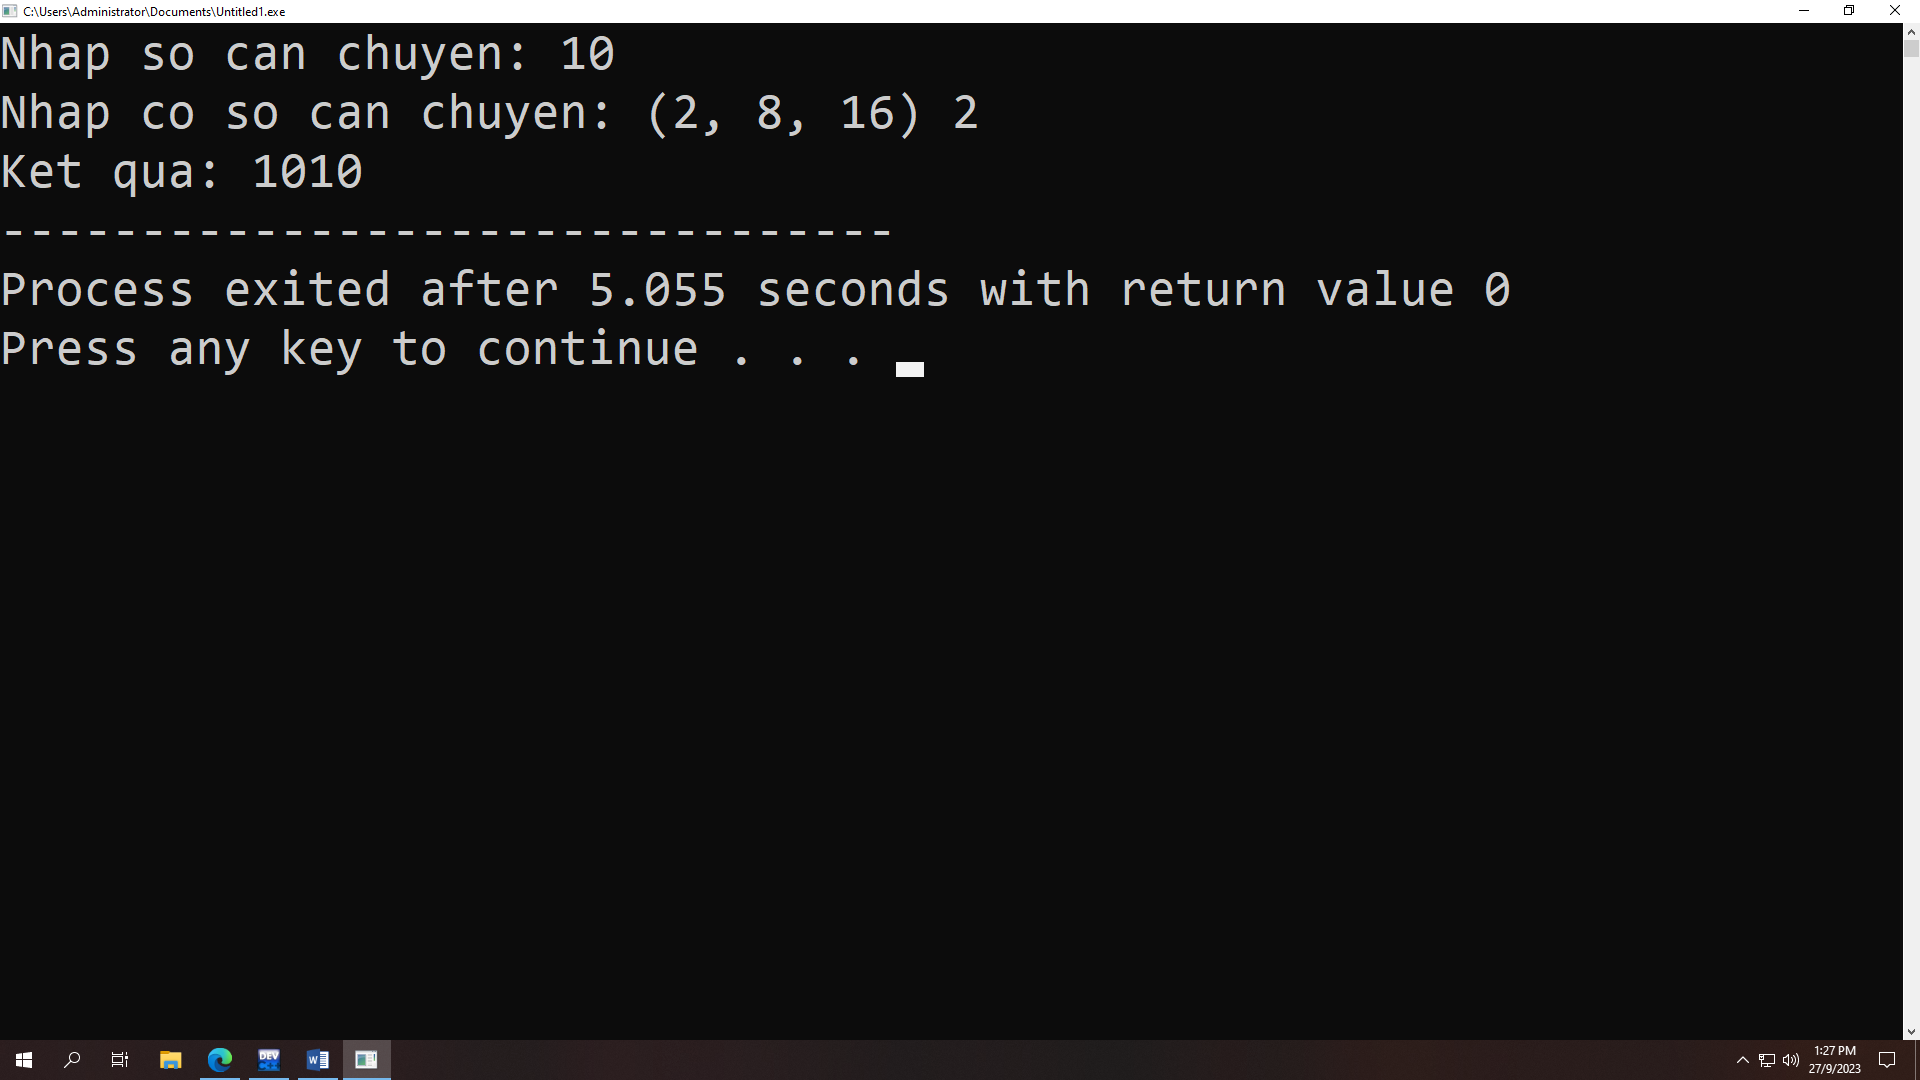 C:\Users\Administrator\Documents\Untitled1.exe
Nhap so can chuyen: 10
Nhap co so can chuyen: (2, 8, 16) 2
Ket qua: 1010
--------------------------------
Process exited after 5.055 seconds with return value 0
Press any key to continue . . .
DEV
1:27 PM
27/9/2023